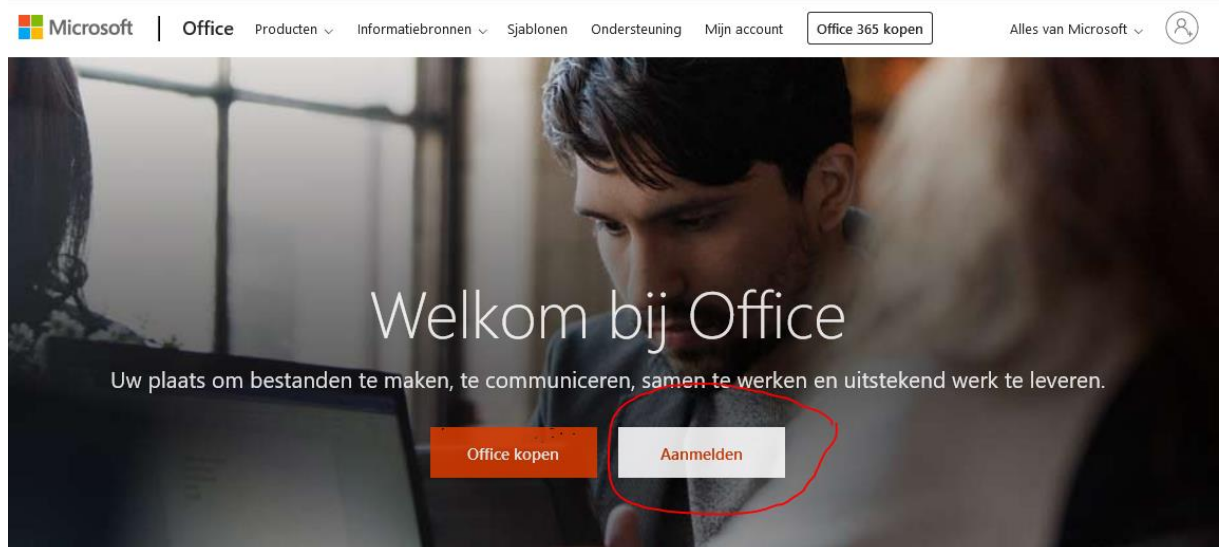 Microsoft Office Producten Informatiebronnen Sjablonen Ondersteuning Mijn account Office 365 kopen Alles van Microsoft
Welkom bij Office
Uw plaats om bestanden te maken, te communiceren, samen te werken en uitstekend werk te leveren.
Office kopen Aanmelden